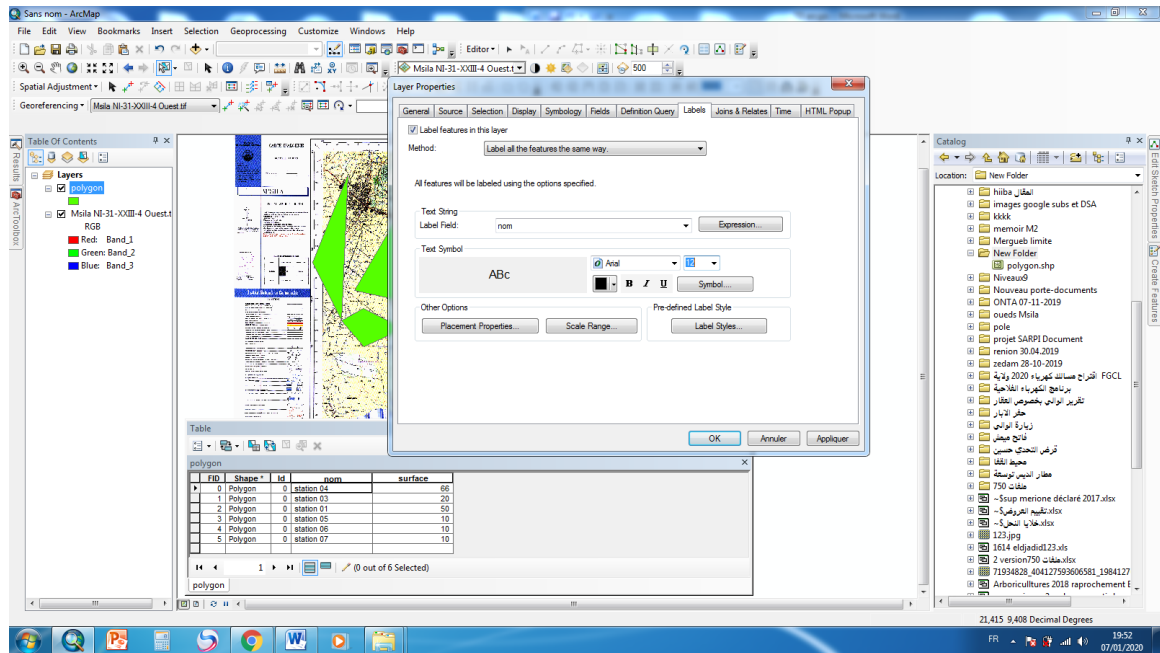 Sans nom - ArcMap
File Edit View Bookmarks Insert Selection Geoprocessing Customize Windows Help
Editor
Msila NI-31-XXIII-4 Ouest.t
500
Spatial Adjustment
Georeferencing
Msila NI-31-XXIII-4 Ouest.tif
Table Of Contents
Layers
polygon
Msila NI-31-XXIII-4 Ouest.t
RGB
Red: Band_1
Green: Band_2
Blue: Band_3
Results
ArcToolbox
Layer Properties
General Source Selection Display Symbology Fields Definition Query Labels Joins & Relates Time HTML Popup
Label features in this layer
Method: Label all the features the same way.
All features will be labeled using the options specified.
Text String
Label Field: nom Expression...
Text Symbol
ABc
Arial 12
B I U Symbol...
Other Options
Placement Properties... Scale Range...
Pre-defined Label Style
Label Styles...
OK Annuler Appliquer
Table
polygon
FID Shape * Id nom surface
0 Polygon 0 station 04 66
1 Polygon 0 station 03 20
2 Polygon 0 station 01 50
3 Polygon 0 station 05 10
4 Polygon 0 station 06 10
5 Polygon 0 station 07 10
1 (0 out of 6 Selected)
polygon
Catalog
Location: New Folder
hiiba المقال
images google subs et DSA
kkkk
memoir M2
Mergueb limite
New Folder
polygon.shp
Niveaux9
Nouveau porte-documents
ONTA 07-11-2019
oueds Msila
pole
projet SARPI Document
renion 30.04.2019
zedam 28-10-2019
FGCL اقتراح مسالك كهرباء 2020 ولاية
برنامج الكهرباء الفلاحية
تقرير الوالي بخصوص العقار
حفر الابار
زيارة الوالي
فاتح ميعض
قرض التحدي حسين
محيط القفا
مطار الديس توسعة
ملفات 750
~$sup merione déclaré 2017.xlsx
~$تقييم العروض.xlsx
~$خلايا النحل.xlsx
123.jpg
1614 eldjadid123.xls
2 version750 ملفات.xlsx
71934828_404127593606581_1984127
Arboricultures 2018 raprochement E
Edit Sketch Properties
Create Features
21,415 9,408 Decimal Degrees
FR
19:52
07/01/2020